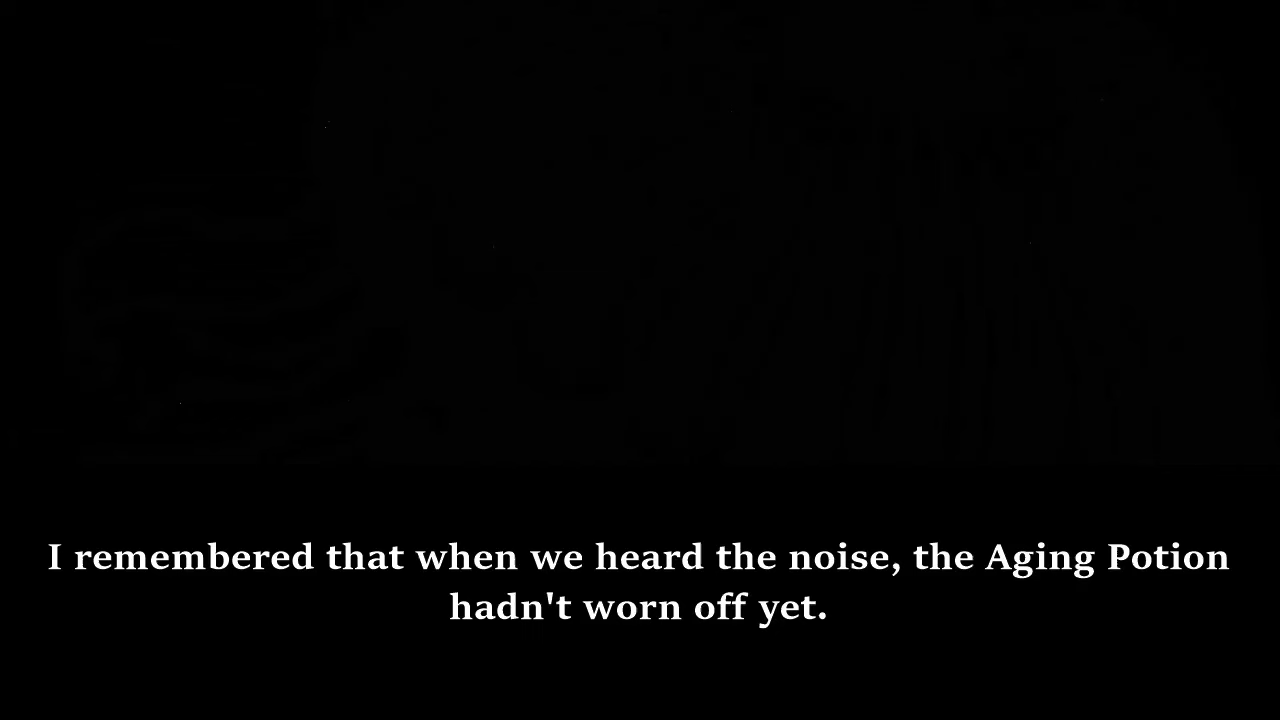 I remembered that when we heard the noise, the Aging Potion
hadn't worn off yet.